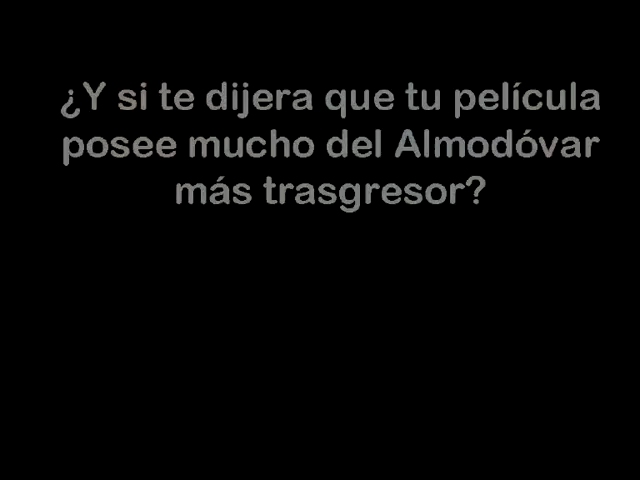 ¿Y si te dijera que tu película
posee mucho del Almodóvar
más trasgresor?